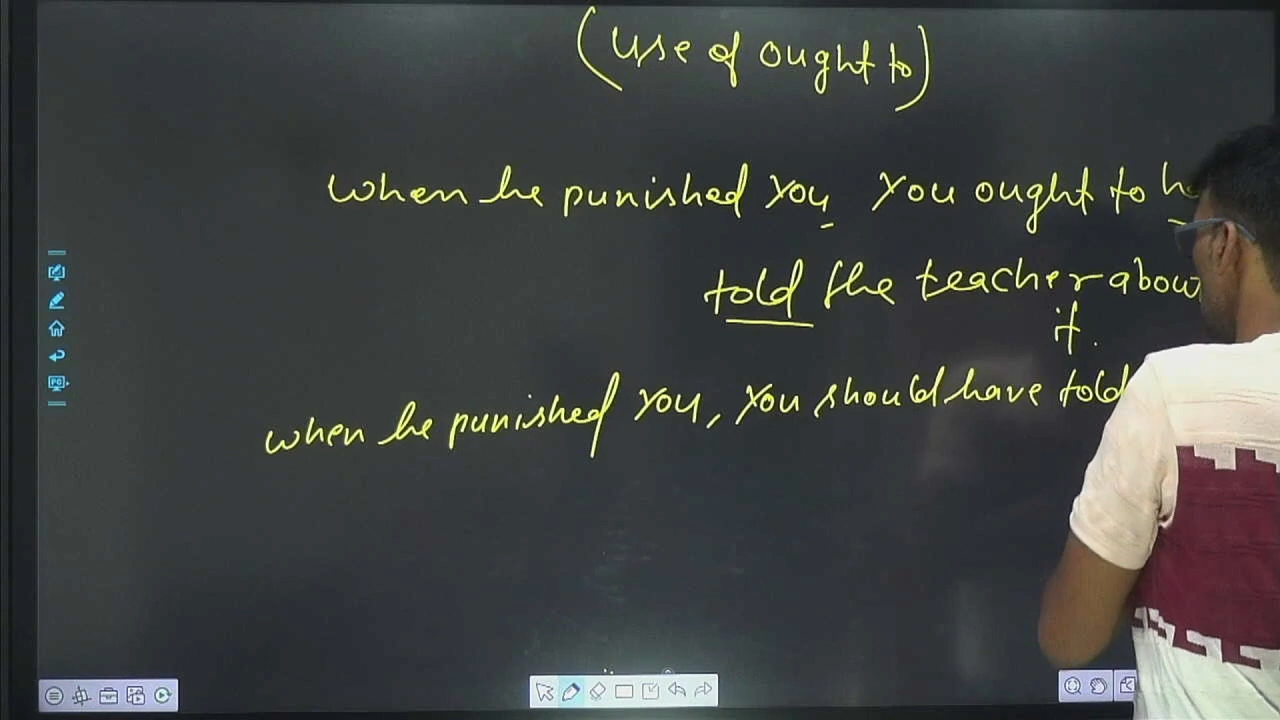 (use of ought to)
when he punished you you ought to
told the teacher about
it.
when he punished you, you should have told